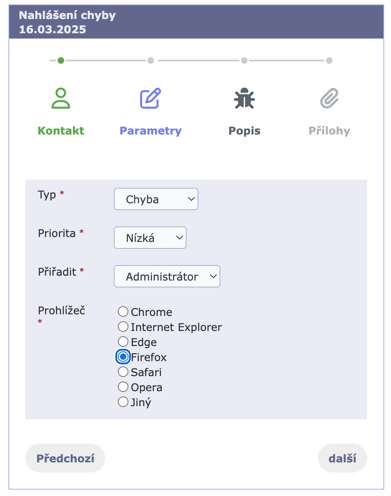 Nahlášení chyby
16.03.2025
Kontakt Parametry Popis Přílohy
Typ * Chyba
Priorita * Nízká
Přiřadit * Administrátor
Prohlížeč
*
Chrome
Internet Explorer
Edge
Firefox
Safari
Opera
Jiný
Předchozí další